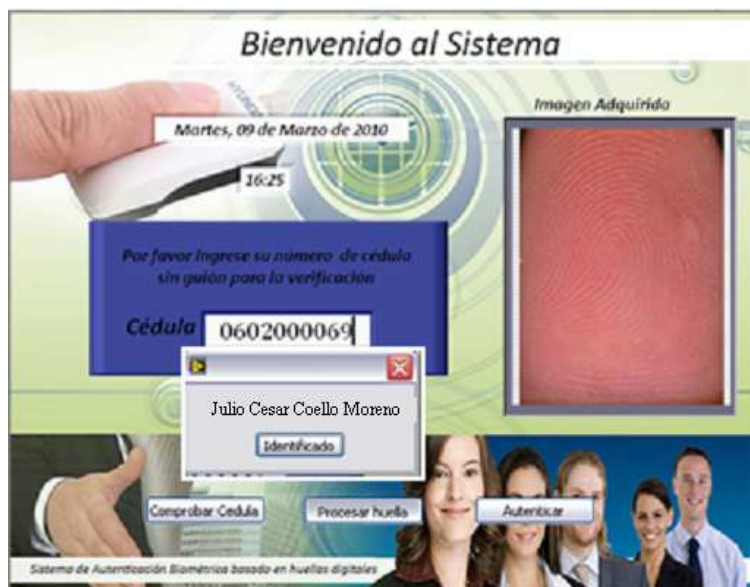 Bienvenido al Sistema
Imagen Adquirida
Martes, 09 de Marzo de 2010
16:25
Por favor Ingrese su número de cédula
sin guión para la verificación
Cédula 0602000069
Julio Cesar Coello Moreno
Identificado
Comprobar Cedula Procesar huella Autenticar
Sistema de Autenticación Biométrica basado en huellas digitales